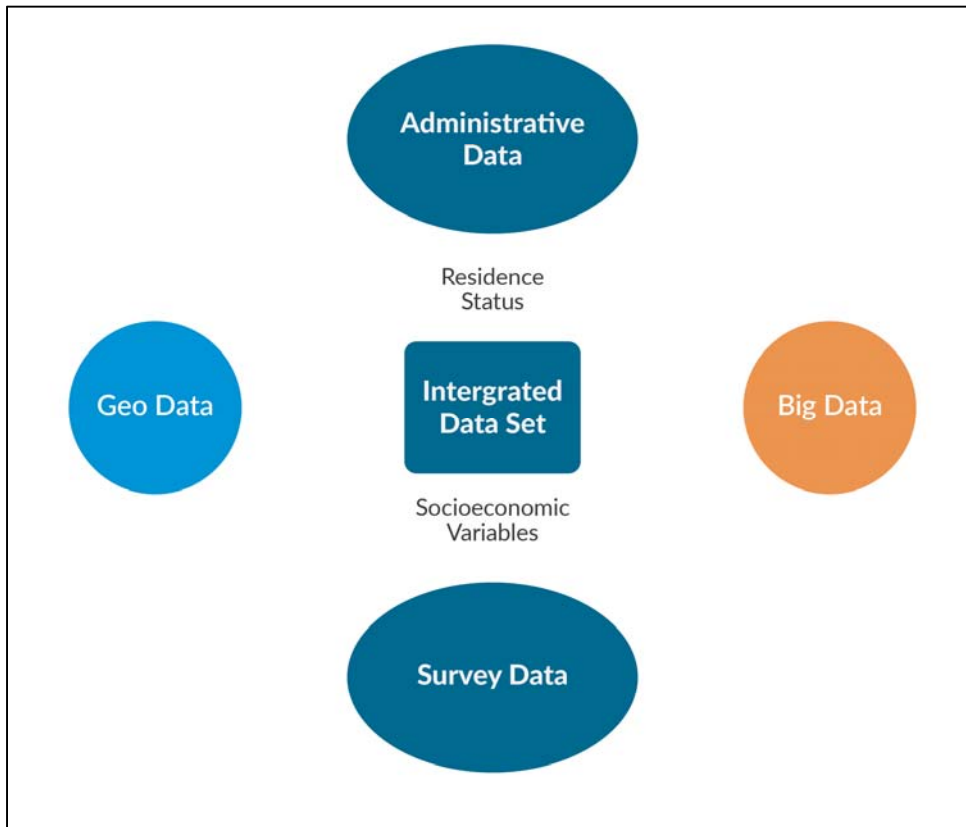 Administrative
Data
Residence
Status
Geo Data
Intergrated
Data Set
Big Data
Socioeconomic
Variables
Survey Data